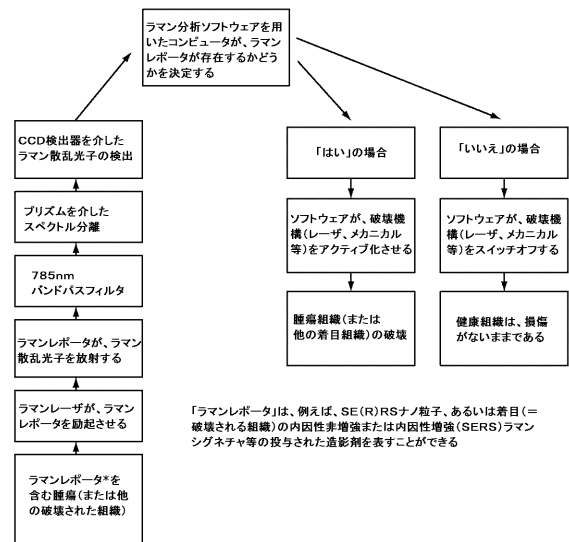 ラマン分析ソフトウェアを用
いたコンピュータが、ラマン
レポータが存在するかどう
かを決定する
CCD検出器を介した
ラマン散乱光子の検出
プリズムを介した
スペクトル分離
785nm
バンドパスフィルタ
ラマンレポータが、ラマン
散乱光子を放射する
ラマンレーザが、ラマン
レポータを励起させる
ラマンレポータ*を
含む腫瘍(または他
の破壊された組織)
「はい」の場合
ソフトウェアが、破壊機
構(レーザ、メカニカル
等)をアクティブ化させる
腫瘍組織(または
他の着目組織)の破壊
「いいえ」の場合
ソフトウェアが、破壊機
構(レーザ、メカニカル
等)をスイッチオフする
健康組織は、損傷
がないままである
「ラマンレポータ」は、例えば、SE(R)RSナノ粒子、あるいは着目(=
破壊される組織)の内因性非増強または内因性増強(SERS)ラマン
シグネチャ等の投与された造影剤を表すことができる